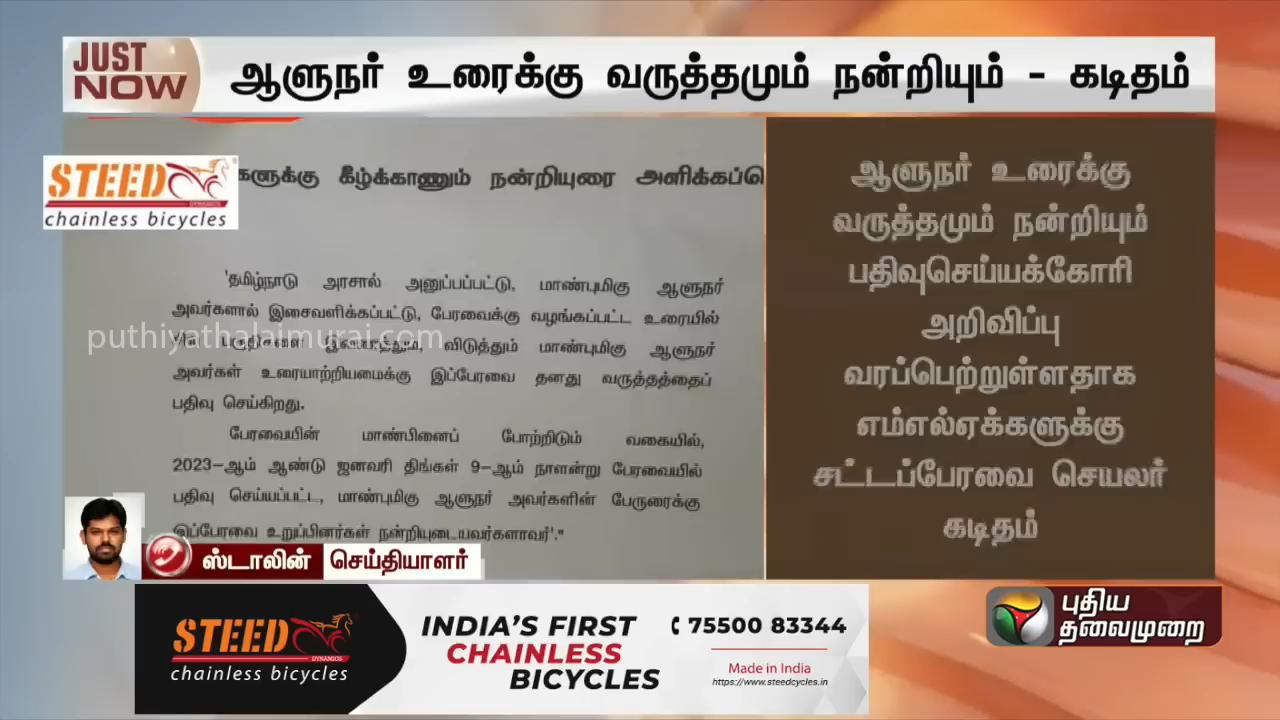 JUST
NOW
ஆளுநர் உரைக்கு வருத்தமும் நன்றியும் - கடிதம்
STEED
DYNAMICS
chainless bicycles
களுக்கு கீழ்க்காணும் நன்றியுரை அளிக்கப்பெ
'தமிழ்நாடு அரசால் அனுப்பப்பட்டு, மாண்புமிகு ஆளுநர்
அவர்களால் இசைவளிக்கப்பட்டு, பேரவைக்கு வழங்கப்பட்ட உரையில்
puthiyathalaimurai.com
விடுத்தும் மாண்புமிகு ஆளுநர்
அவர்கள் உரையாற்றியமைக்கு இப்பேரவை தனது வருத்தத்தைப்
பதிவு செய்கிறது.
பேரவையின் மாண்பினைப் போற்றிடும் வகையில்,
2023–ஆம் ஆண்டு ஜனவரி திங்கள் 9–ஆம் நாளன்று பேரவையில்
பதிவு செய்யப்பட்ட, மாண்புமிகு ஆளுநர் அவர்களின் பேருரைக்கு
இப்பேரவை உறுப்பினர்கள் நன்றியுடையவர்களாவர்'."
ஆளுநர் உரைக்கு
வருத்தமும் நன்றியும்
பதிவுசெய்யக்கோரி
அறிவிப்பு
வரப்பெற்றுள்ளதாக
எம்எல்ஏக்களுக்கு
சட்டப்பேரவை செயலர்
கடிதம்
ஸ்டாலின் செய்தியாளர்
STEED
DYNAMICS
chainless bicycles
INDIA'S FIRST
CHAINLESS
BICYCLES
75500 83344
Made in India
https://www.steedcycles.in
புதிய
தலைமுறை